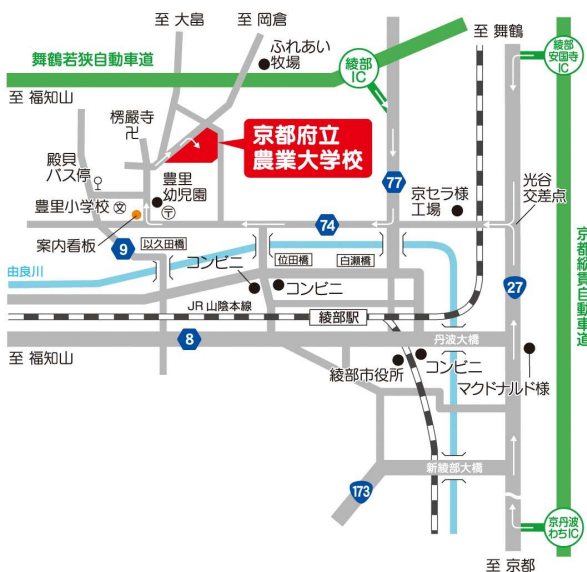 至 大畠
至 岡倉
至 舞鶴
ふれあい
牧場
綾部
IC
綾部
安国寺
IC
舞鶴若狭自動車道
至 福知山
楞厳寺
卍
京都府立
農業大学校
殿貝
バス停
豊里
幼児園
〒
77
京セラ様
工場
光谷
交差点
豊里小学校
文
74
案内看板
9
以久田橋
位田橋
白瀬橋
京都縦貫自動車道
由良川
コンビニ
コンビニ
27
JR 山陰本線
綾部駅
8
丹波大橋
至 福知山
綾部市役所
コンビニ
マクドナルド様
新綾部大橋
173
京丹波
わちIC
至 京都